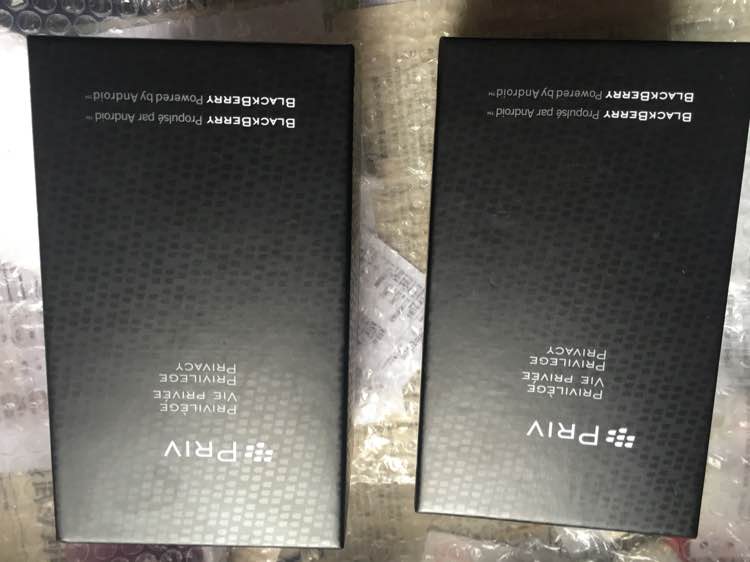 PRIV
PRIVILÈGE
VIE PRIVÉE
PRIVILEGE
PRIVACY
BLACKBERRY Propulsé par Android™
BLACKBERRY Powered by Android™
PRIV
PRIVILÈGE
VIE PRIVÉE
PRIVILEGE
PRIVACY
BLACKBERRY Propulsé par Android™
BLACKBERRY Powered by Android™